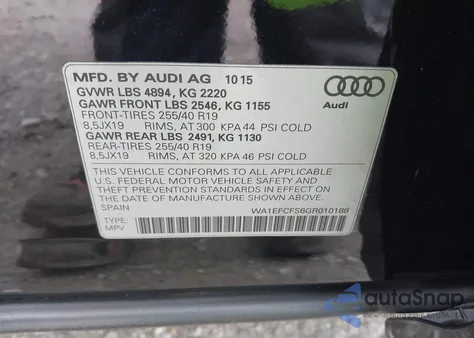 MFD. BY AUDI AG 10 15
GVWR LBS 4894, KG 2220
GAWR FRONT LBS 2546, KG 1155
FRONT-TIRES 255/40 R19
8,5JX19 RIMS, AT 300 KPA 44 PSI COLD
GAWR REAR LBS 2491, KG 1130
REAR-TIRES 255/40 R19
8,5JX19 RIMS, AT 320 KPA 46 PSI COLD
THIS VEHICLE CONFORMS TO ALL APPLICABLE
U.S. FEDERAL MOTOR VEHICLE SAFETY AND
THEFT PREVENTION STANDARDS IN EFFECT ON
THE DATE OF MANUFACTURE SHOWN ABOVE.
SPAIN
WA1EFCFS6GR010188
TYPE:
MPV
Audi
autoSnap